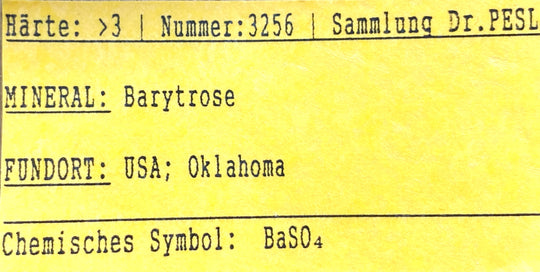 Härte: >3 | Nummer:3256 | Sammlung Dr.PESL
MINERAL: Barytrose
FUNDORT: USA; Oklahoma
Chemisches Symbol: BaSO₄